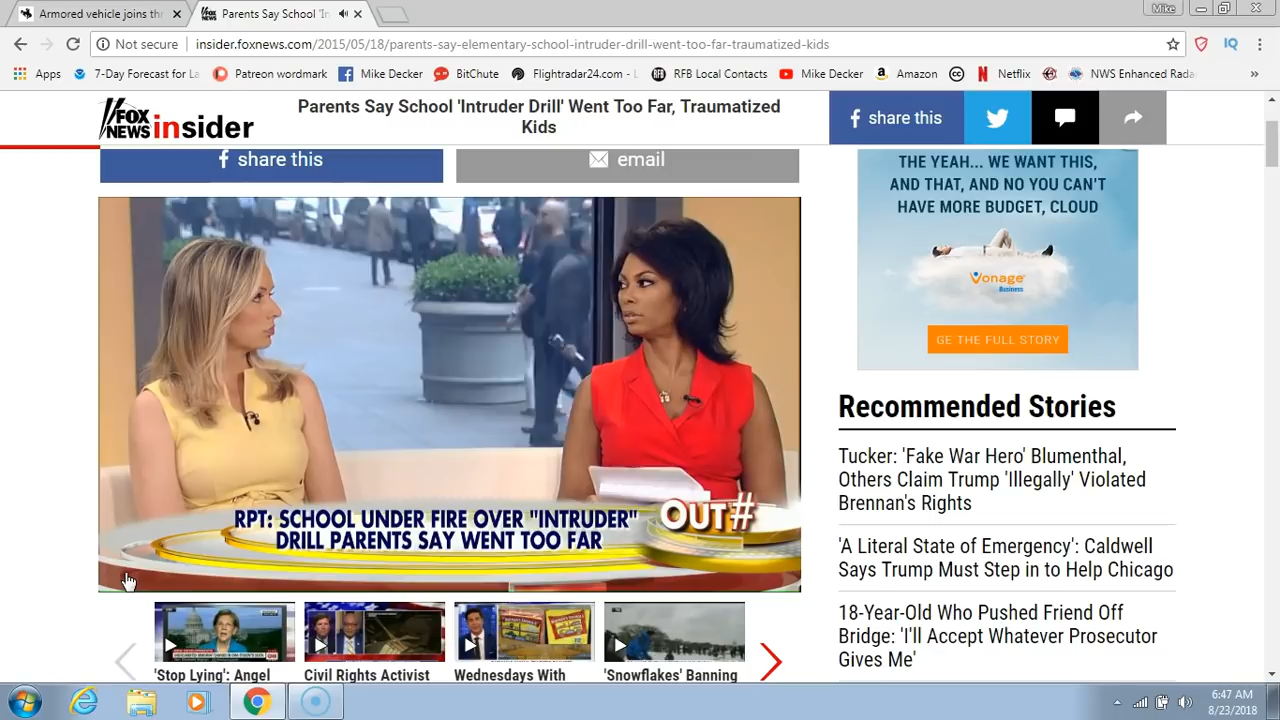 Armored vehicle joins thr
Parents Say School 'In
Mike
Not secure
insider.foxnews.com/2015/05/18/parents-say-elementary-school-intruder-drill-went-too-far-traumatized-kids
IQ
Apps
7-Day Forecast for La
Patreon wordmark
Mike Decker
BitChute
Flightradar24.com - L
RFB Local Contacts
Mike Decker
Amazon
Netflix
NWS Enhanced Rada
FOX NEWS insider
Parents Say School 'Intruder Drill' Went Too Far, Traumatized
Kids
share this
share this
email
THE YEAH... WE WANT THIS,
AND THAT, AND NO YOU CAN'T
HAVE MORE BUDGET, CLOUD
Vonage
Business
GE THE FULL STORY
RPT: SCHOOL UNDER FIRE OVER "INTRUDER"
DRILL PARENTS SAY WENT TOO FAR
OUT#
Recommended Stories
Tucker: 'Fake War Hero' Blumenthal,
Others Claim Trump 'Illegally' Violated
Brennan's Rights
'A Literal State of Emergency': Caldwell
Says Trump Must Step in to Help Chicago
18-Year-Old Who Pushed Friend Off
Bridge: 'I'll Accept Whatever Prosecutor
Gives Me'
'Stop Lying': Angel
Civil Rights Activist
Wednesdays With
'Snowflakes' Banning
6:47 AM
8/23/2018